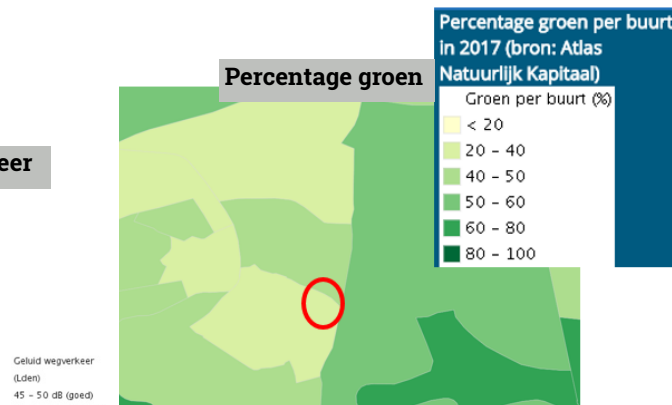 Percentage groen per buurt
in 2017 (bron: Atlas
Natuurlijk Kapitaal)
Percentage groen
Groen per buurt (%)
< 20
20 - 40
40 - 50
50 - 60
60 - 80
80 - 100
eer
Geluid wegverkeer
(Lden)
45 - 50 dB (goed)